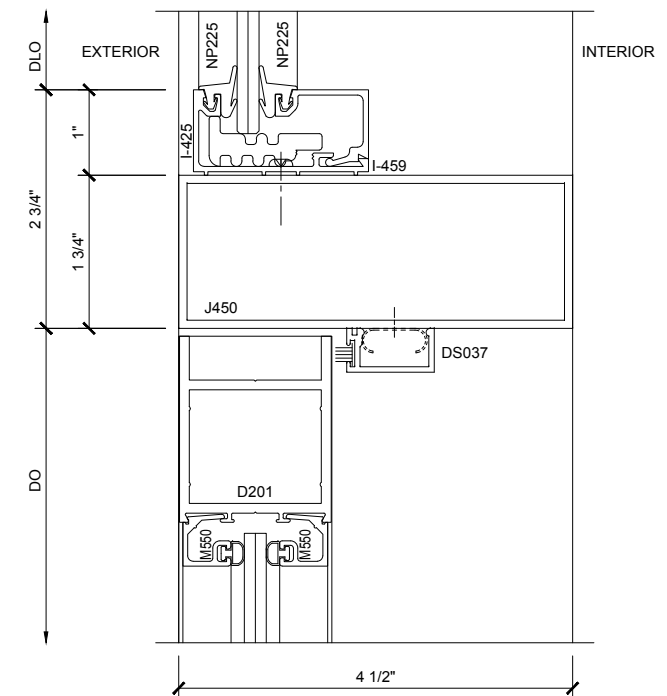 DLO
EXTERIOR
NP225
NP225
INTERIOR
1"
I-425
I-459
2 3/4"
1 3/4"
J450
DS037
DO
D201
M550
M550
4 1/2"